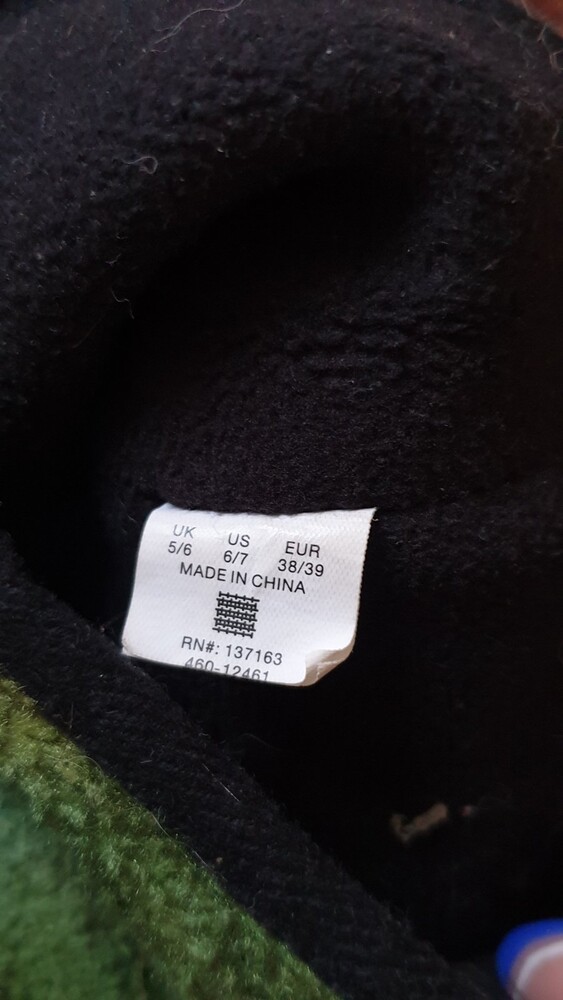 UK US EUR
5/6 6/7 38/39
MADE IN CHINA
RN#: 137163
460-12461